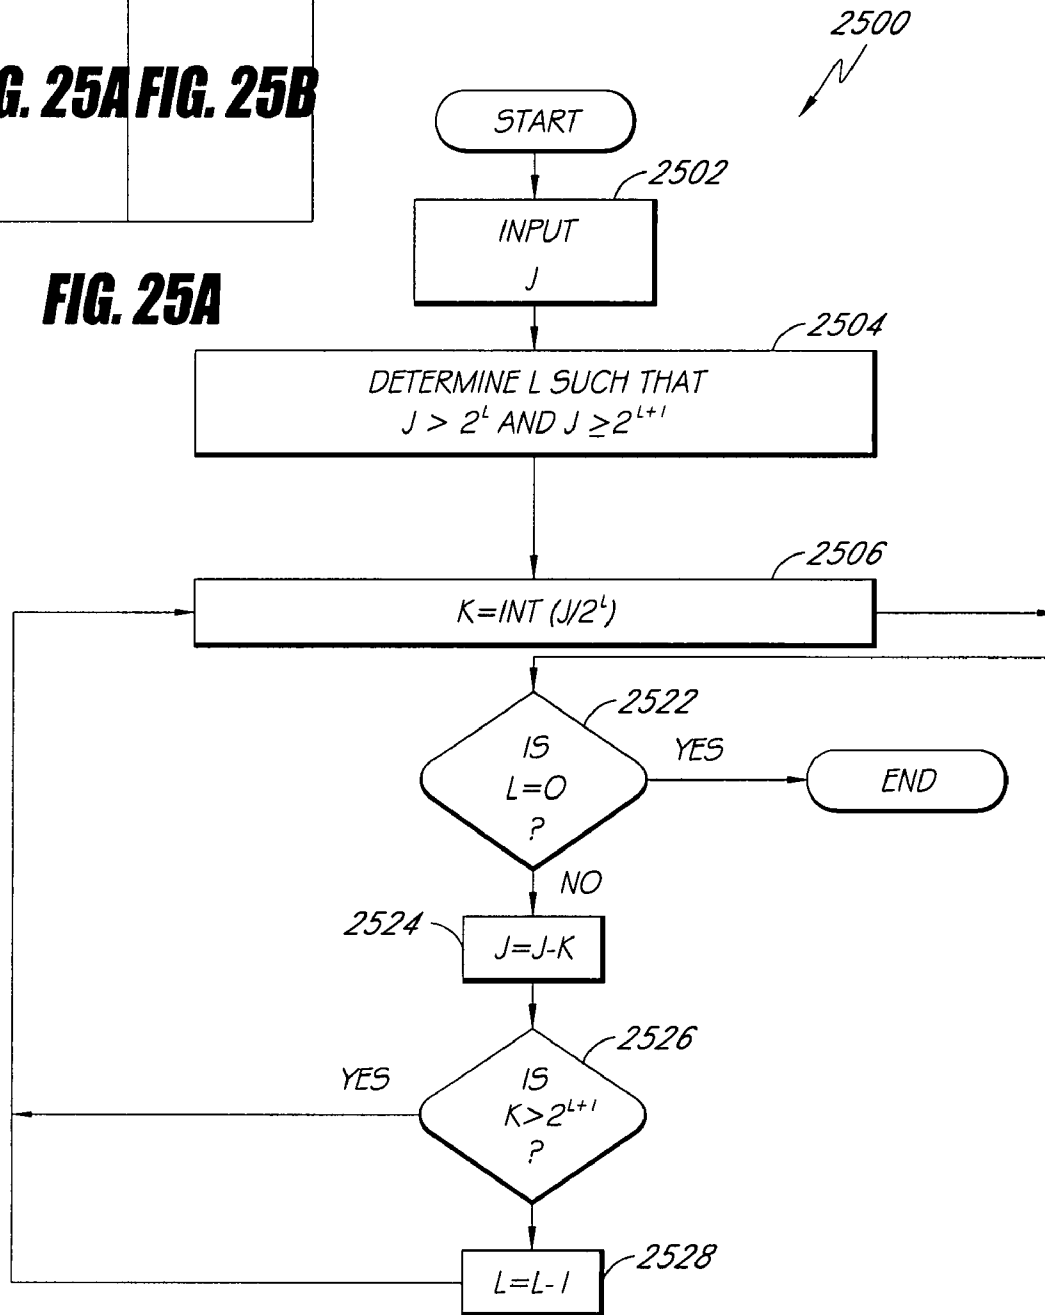 2500
G. 25A FIG. 25B
START
2502
INPUT
J
FIG. 25A
2504
DETERMINE L SUCH THAT
J > 2^L AND J ≥ 2^{L+1}
2506
K=INT (J/2^L)
2522
IS
L=0
?
YES
END
NO
2524
J=J-K
2526
IS
K>2^{L+1}
?
YES
2528
L=L-1